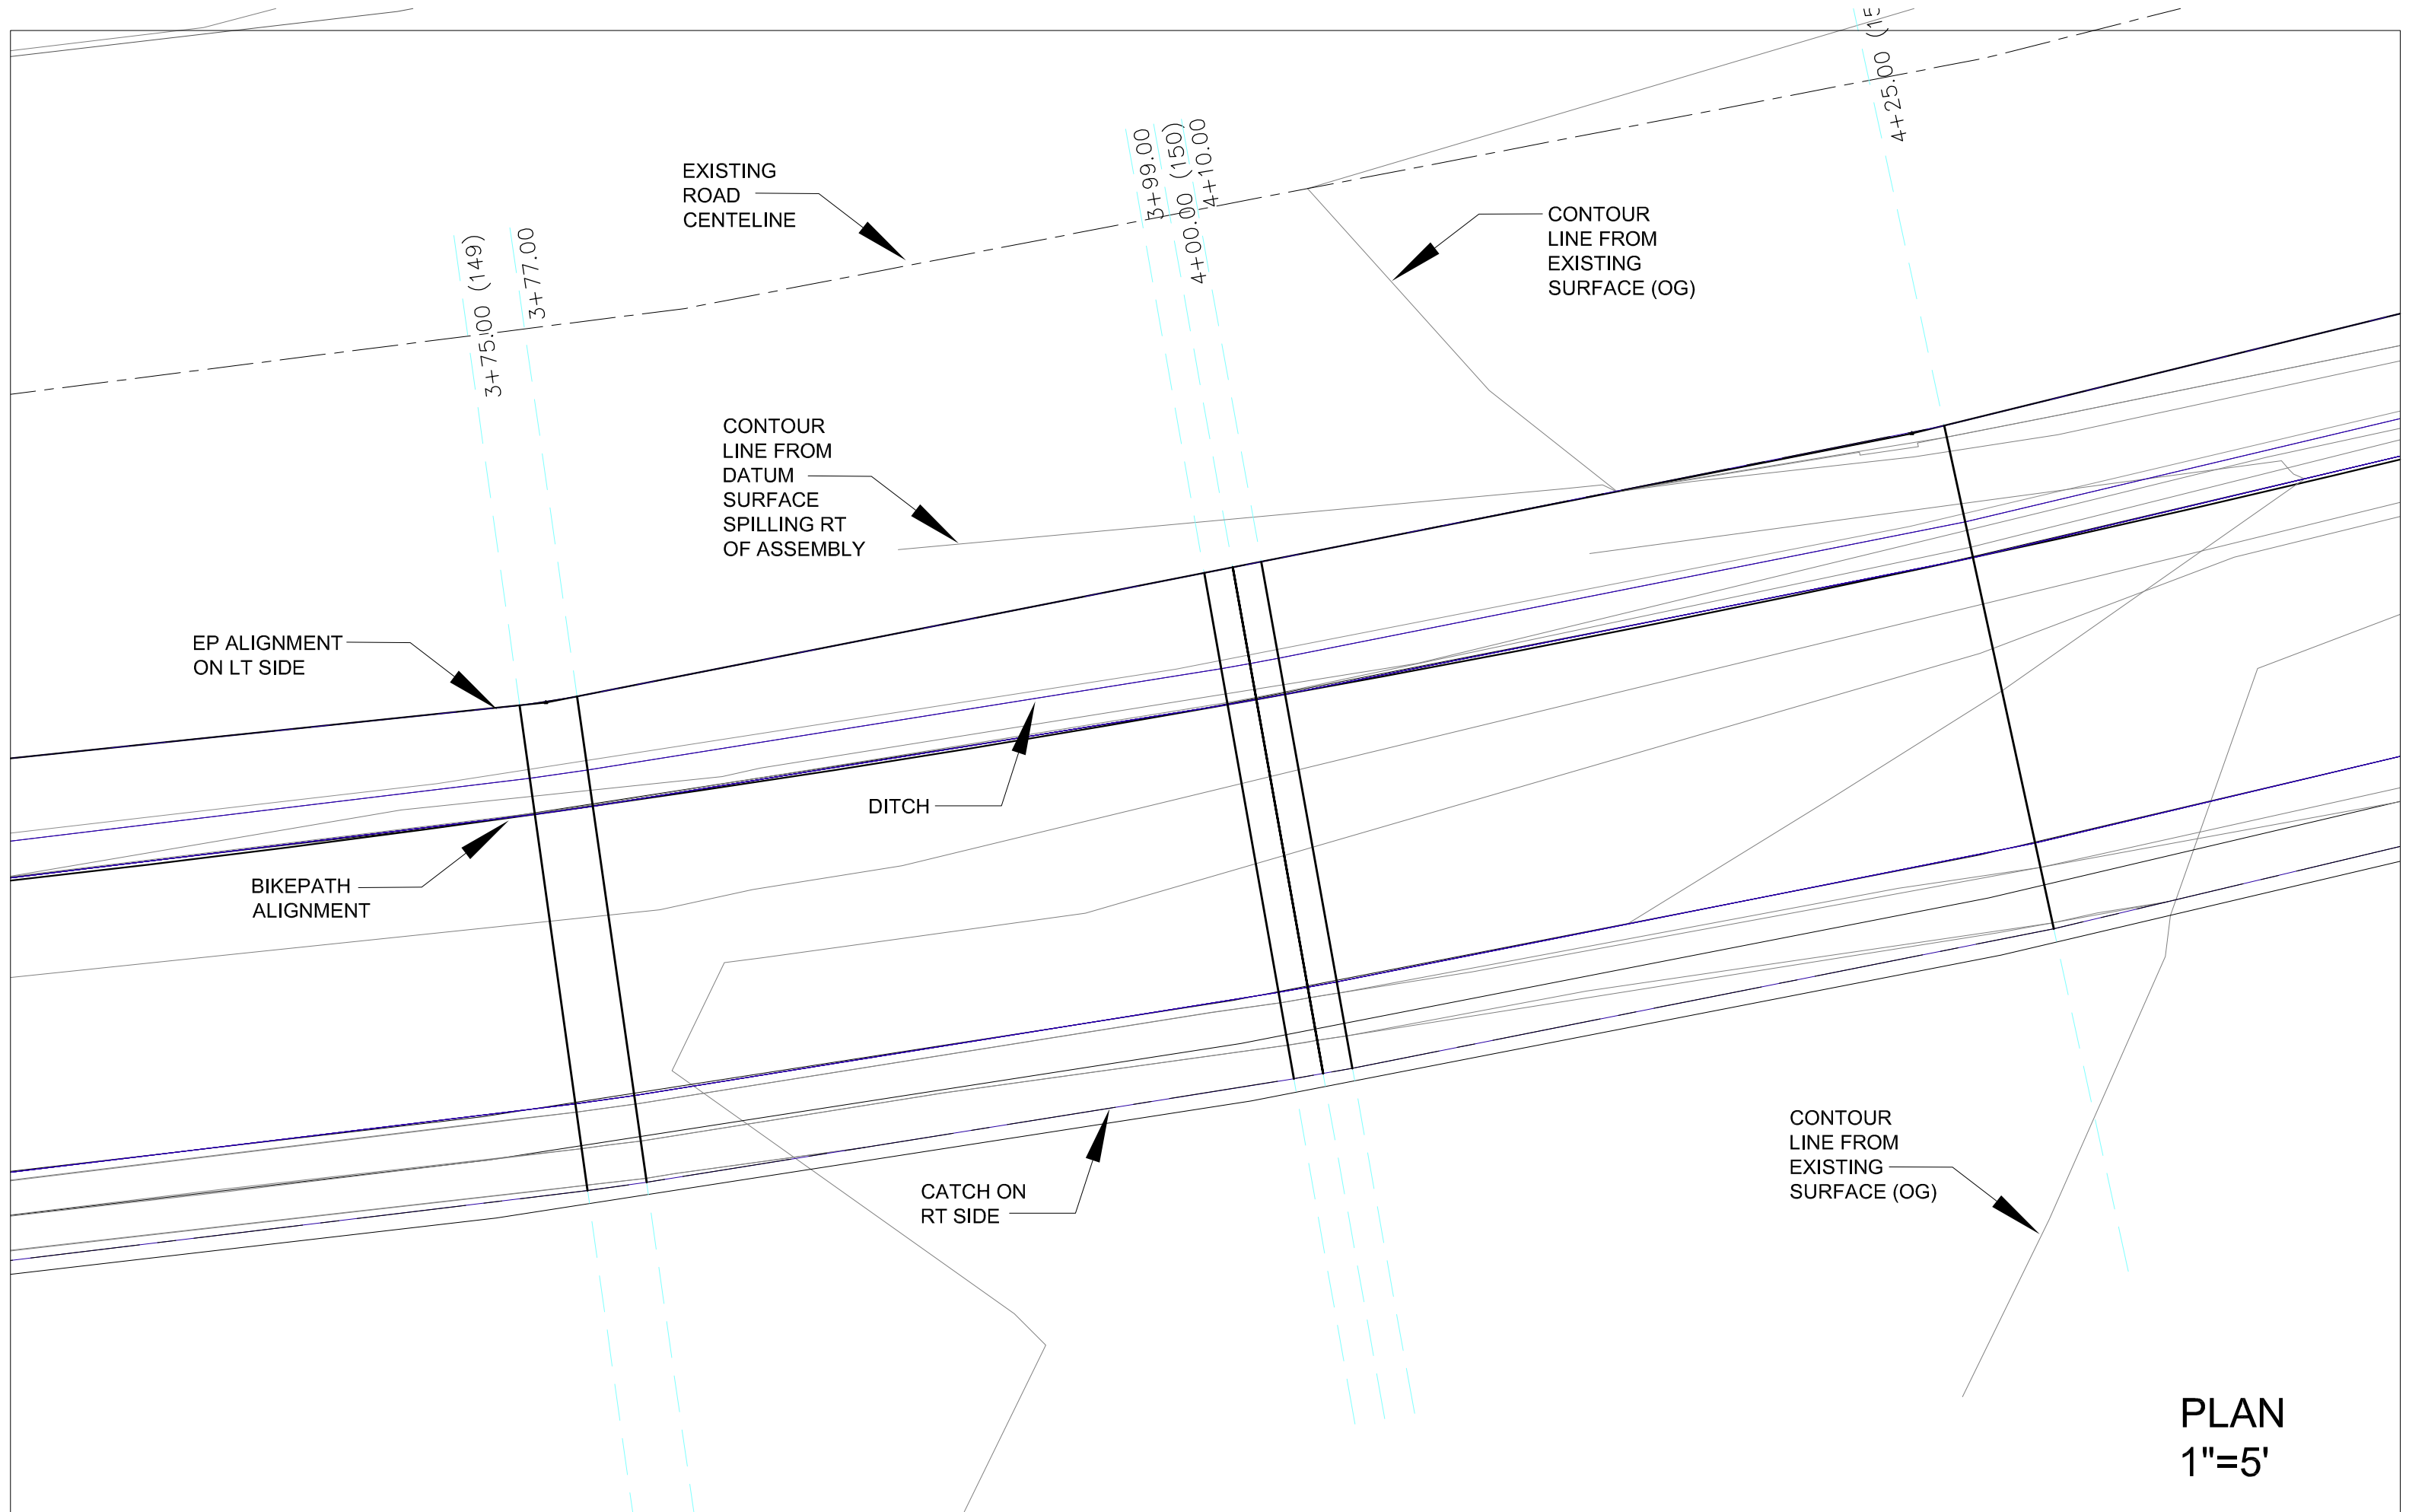 4+25.00 (15
3+99.00
4+00.00 (150)
4+10.00
EXISTING
ROAD
CENTELINE
CONTOUR
LINE FROM
EXISTING
SURFACE (OG)
3+75.00 (149)
3+77.00
CONTOUR
LINE FROM
DATUM
SURFACE
SPILLING RT
OF ASSEMBLY
EP ALIGNMENT
ON LT SIDE
DITCH
BIKEPATH
ALIGNMENT
CATCH ON
RT SIDE
CONTOUR
LINE FROM
EXISTING
SURFACE (OG)
PLAN
1"=5'